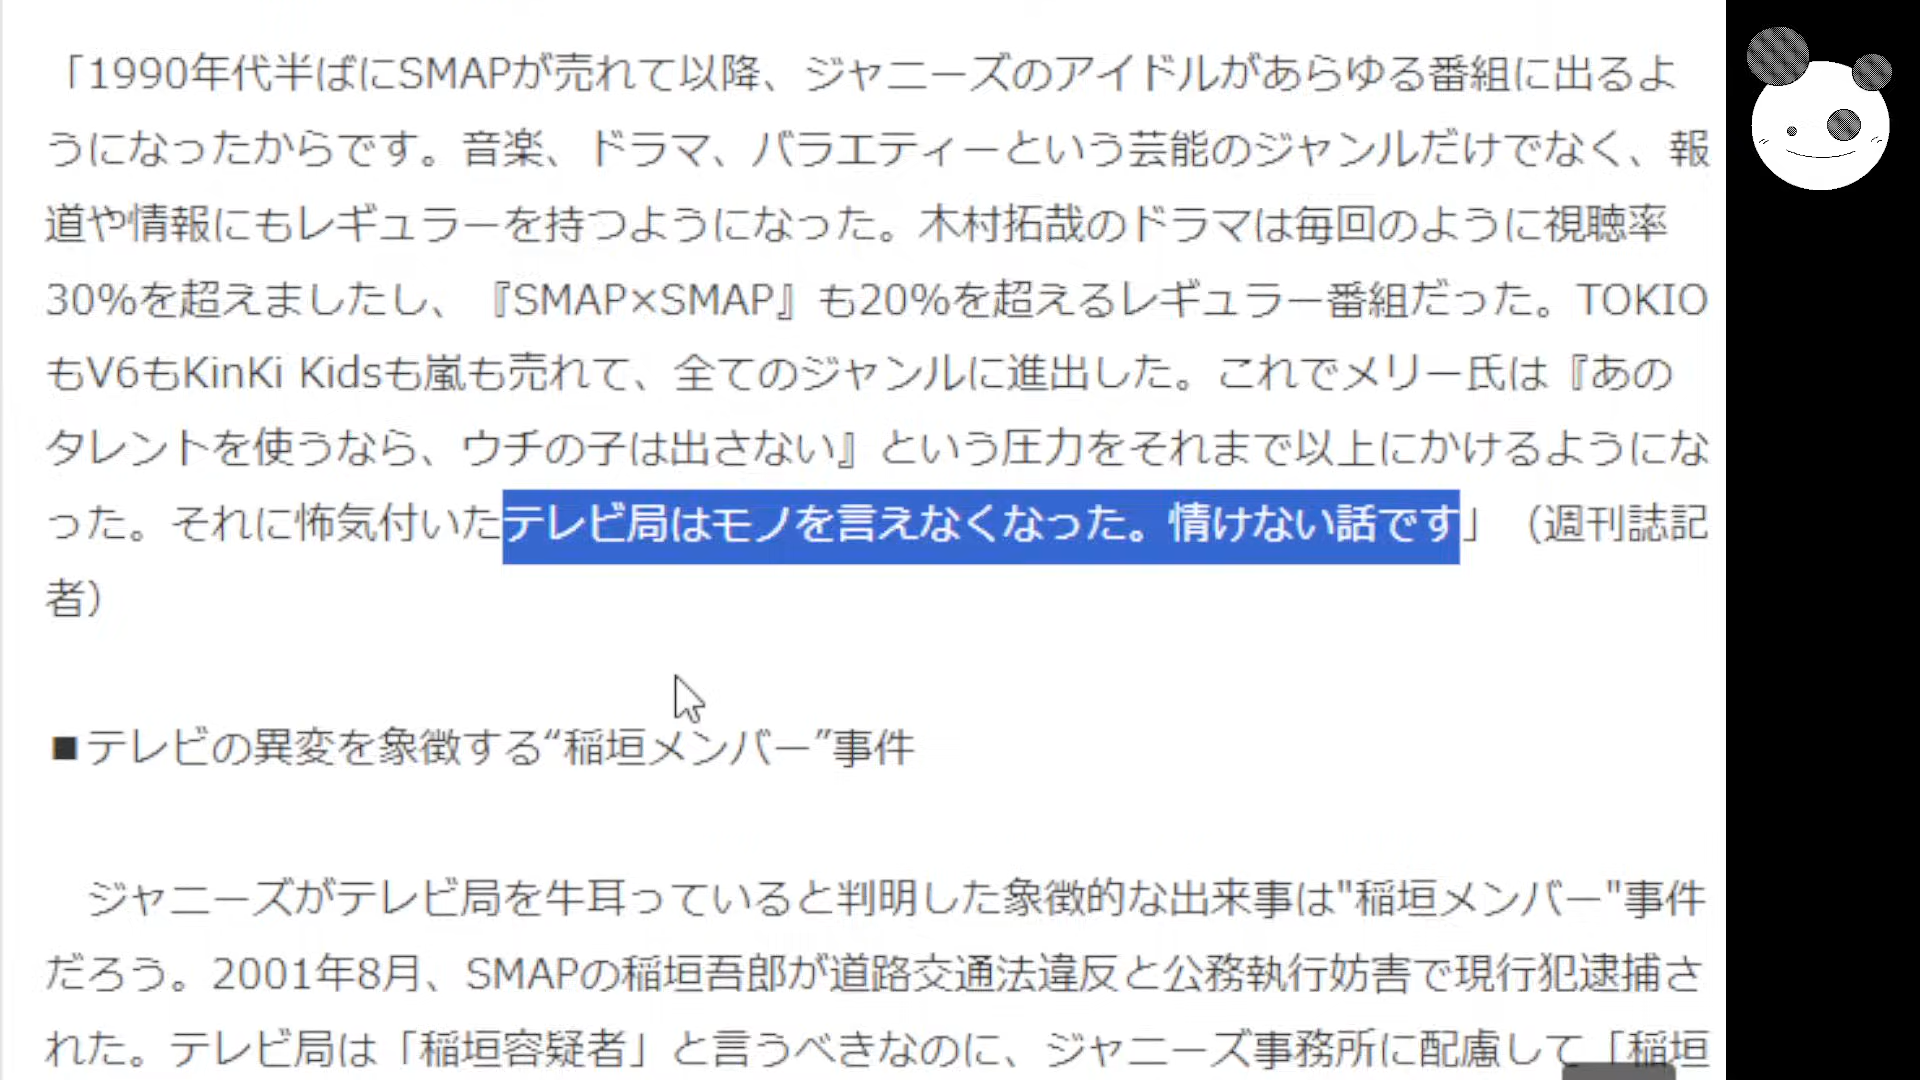 「1990年代半ばにSMAPが売れて以降、ジャニーズのアイドルがあらゆる番組に出るよ
うになったからです。音楽、ドラマ、バラエティーという芸能のジャンルだけでなく、報
道や情報にもレギュラーを持つようになった。木村拓哉のドラマは毎回のように視聴率
30%を超えましたし、『SMAP×SMAP』も20%を超えるレギュラー番組だった。TOKIO
もV6もKinKi Kidsも嵐も売れて、全てのジャンルに進出した。これでメリー氏は『あの
タレントを使うなら、ウチの子は出さない』という圧力をそれまで以上にかけるようにな
った。それに怖気付いたテレビ局はモノを言えなくなった。情けない話です」（週刊誌記
者）
■テレビの異変を象徴する“稲垣メンバー”事件
ジャニーズがテレビ局を牛耳っていると判明した象徴的な出来事は"稲垣メンバー"事件
だろう。2001年8月、SMAPの稲垣吾郎が道路交通法違反と公務執行妨害で現行犯逮捕さ
れた。テレビ局は「稲垣容疑者」と言うべきなのに、ジャニーズ事務所に配慮して「稲垣